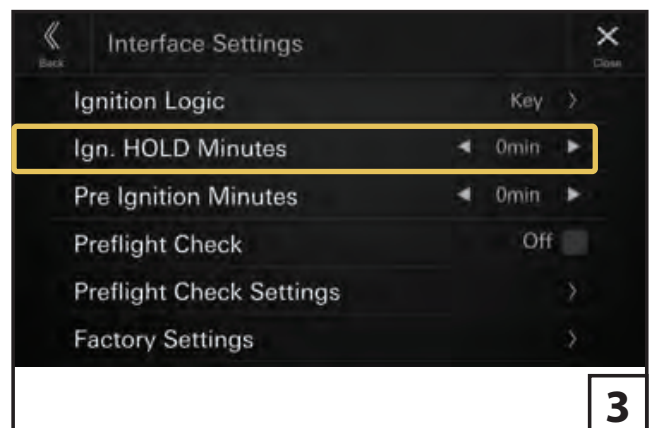 Interface Settings
Back
Close
Ignition Logic Key
Ign. HOLD Minutes 0min
Pre Ignition Minutes 0min
Preflight Check Off
Preflight Check Settings
Factory Settings
3